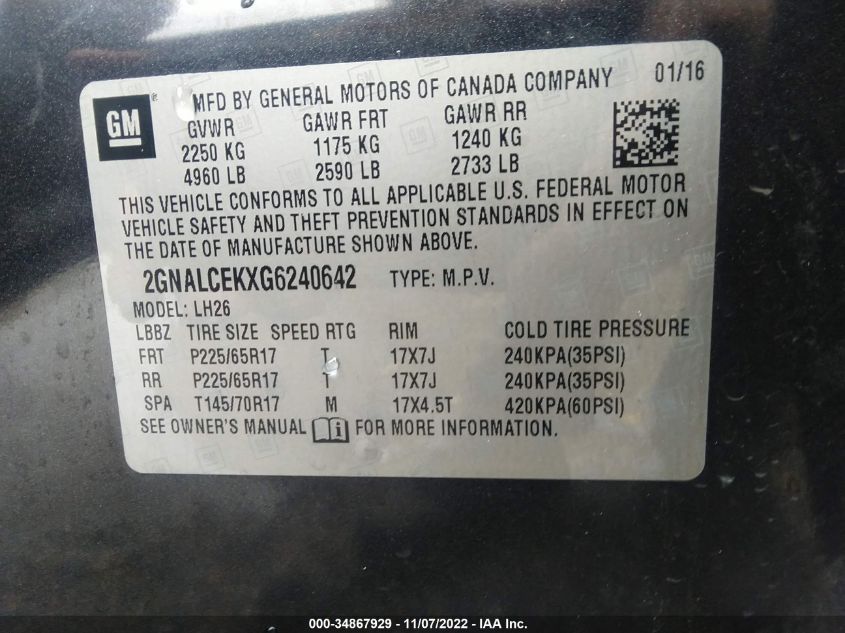 GM MFD BY GENERAL MOTORS OF CANADA COMPANY 01/16
GVWR GAWR FRT GAWR RR
2250 KG 1175 KG 1240 KG
4960 LB 2590 LB 2733 LB
THIS VEHICLE CONFORMS TO ALL APPLICABLE U.S. FEDERAL MOTOR
VEHICLE SAFETY AND THEFT PREVENTION STANDARDS IN EFFECT ON
THE DATE OF MANUFACTURE SHOWN ABOVE.
2GNALCEKXG6240642 TYPE: M.P.V.
MODEL: LH26
LBBZ TIRE SIZE SPEED RTG RIM COLD TIRE PRESSURE
FRT P225/65R17 T 17X7J 240KPA(35PSI)
RR P225/65R17 T 17X7J 240KPA(35PSI)
SPA T145/70R17 M 17X4.5T 420KPA(60PSI)
SEE OWNER'S MANUAL i FOR MORE INFORMATION.
000-34867929 - 11/07/2022 - IAA Inc.